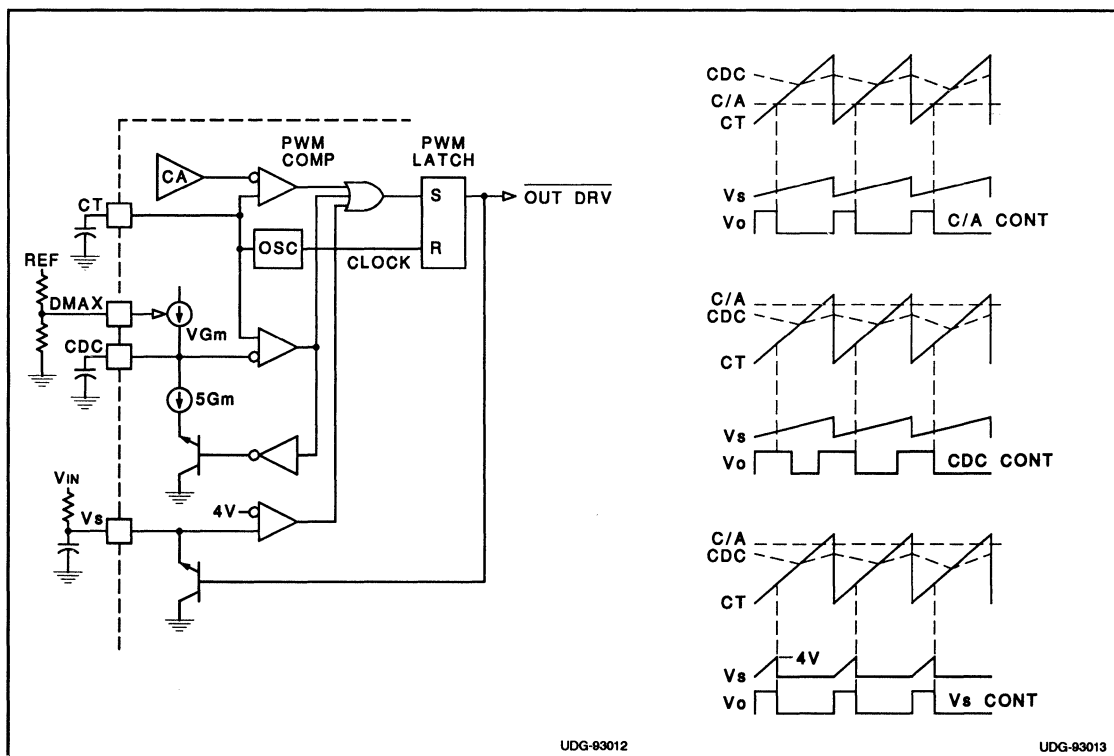 PWM
COMP
PWM
LATCH
CA
S
OUT DRV
CT
OSC
R
CLOCK
REF
DMAX
VGm
CDC
5Gm
VIN
Vs
4V
UDG-93012
CDC
C/A
CT
Vs
Vo
C/A CONT
C/A
CDC
CT
Vs
Vo
CDC CONT
C/A
CDC
CT
4V
Vs
Vo
Vs CONT
UDG-93013